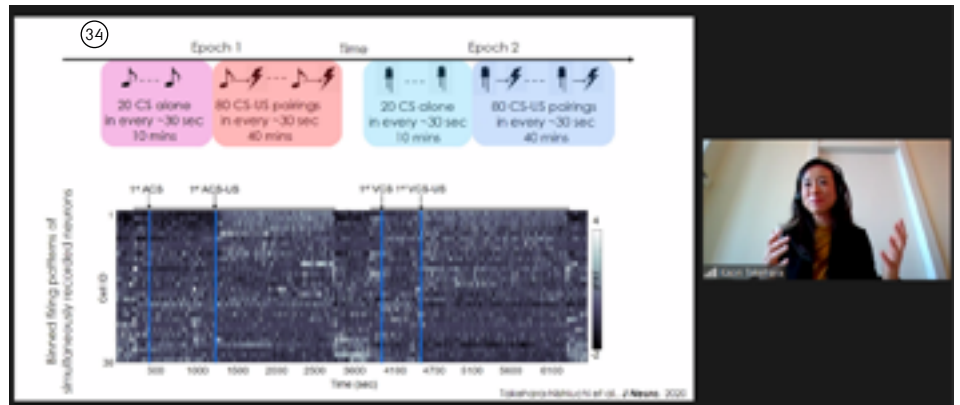 34
Epoch 1
Time
Epoch 2
20 CS alone
in every ~30 sec
10 mins
80 CS-US pairings
in every ~30 sec
40 mins
20 CS alone
in every ~30 sec
10 mins
80 CS-US pairings
in every ~30 sec
40 mins
1st ACS
1st ACS-US
1st VCS
1st VCS-US
Binned firing patterns of
simultaneously recorded neurons
Cell ID
1
500
1000
1500
2000
2500
3000
3600
4100
4700
5100
5600
6100
Time (sec)
Takehara-Nishiuchi et al., J Neuro, 2020